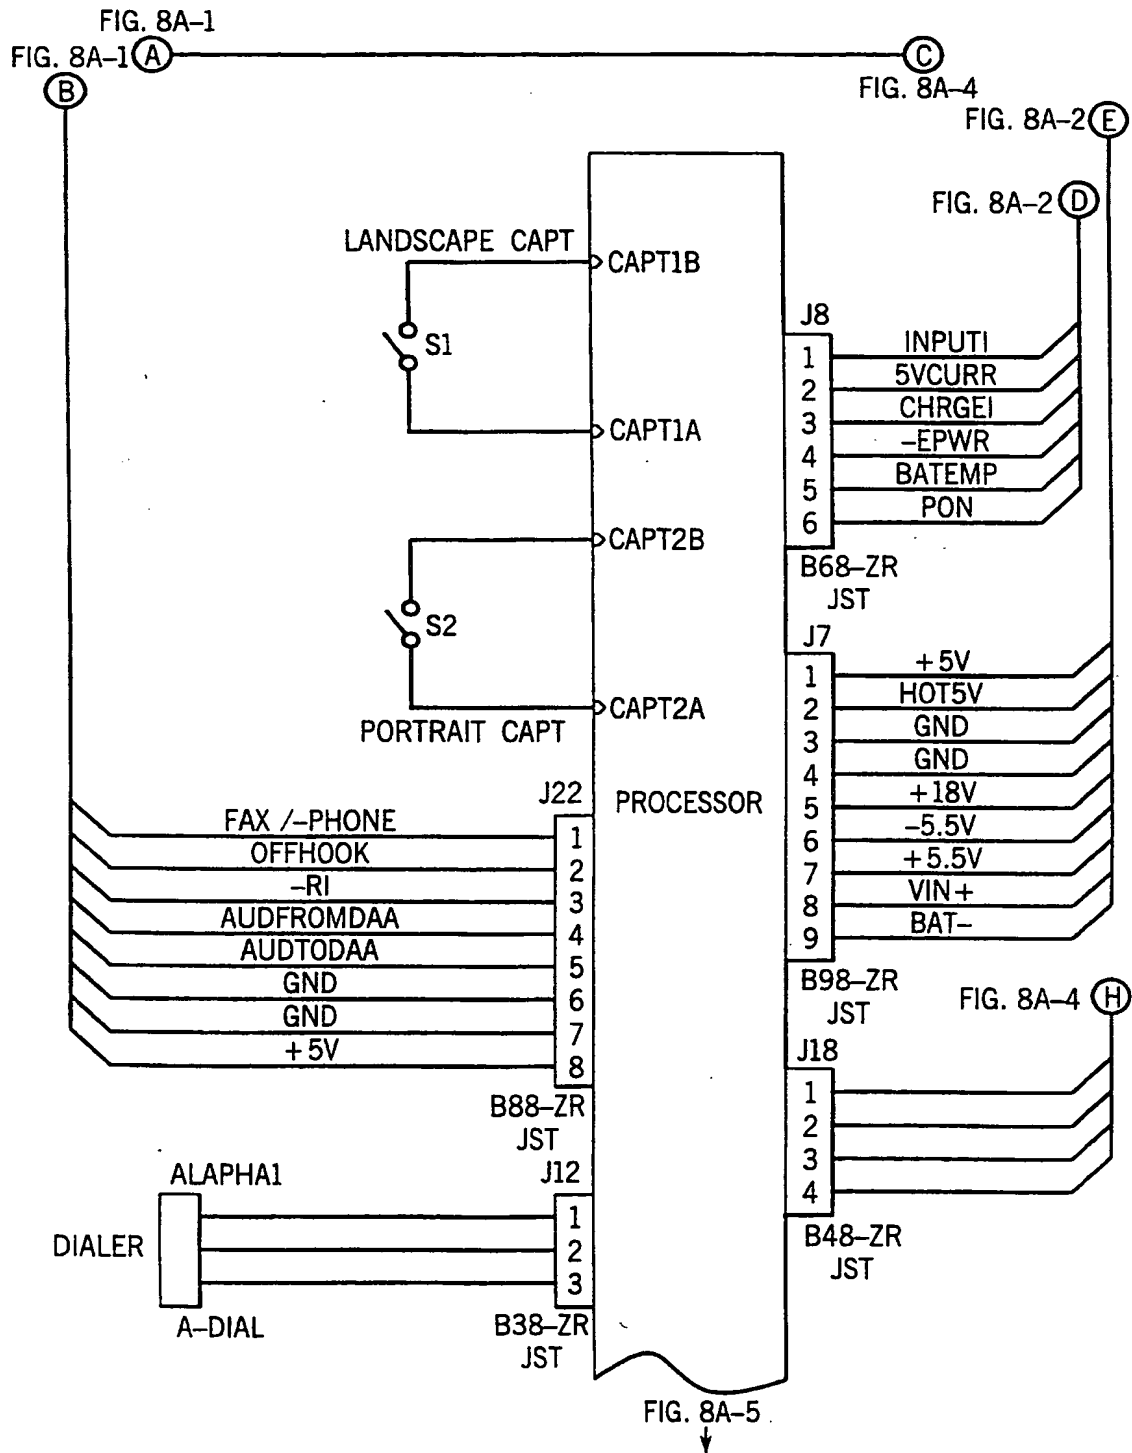 FIG. 8A-1
FIG. 8A-1 A
B
C
FIG. 8A-4
FIG. 8A-2 E
FIG. 8A-2 D
LANDSCAPE CAPT
CAPT1B
S1
CAPT1A
J8
1 INPUTI
2 5VCURR
3 CHRGEI
4 -EPWR
5 BATEMP
6 PON
B68-ZR
JST
CAPT2B
S2
CAPT2A
PORTRAIT CAPT
J7
1 +5V
2 HOT5V
3 GND
4 GND
5 +18V
6 -5.5V
7 +5.5V
8 VIN+
9 BAT-
B98-ZR
JST
PROCESSOR
J22
FAX /-PHONE 1
OFFHOOK 2
-RI 3
AUDFROMDAA 4
AUDTODAA 5
GND 6
GND 7
+5V 8
B88-ZR
JST
FIG. 8A-4 H
J18
1
2
3
4
B48-ZR
JST
ALAPHA1
J12
DIALER
1
2
3
A-DIAL
B38-ZR
JST
FIG. 8A-5